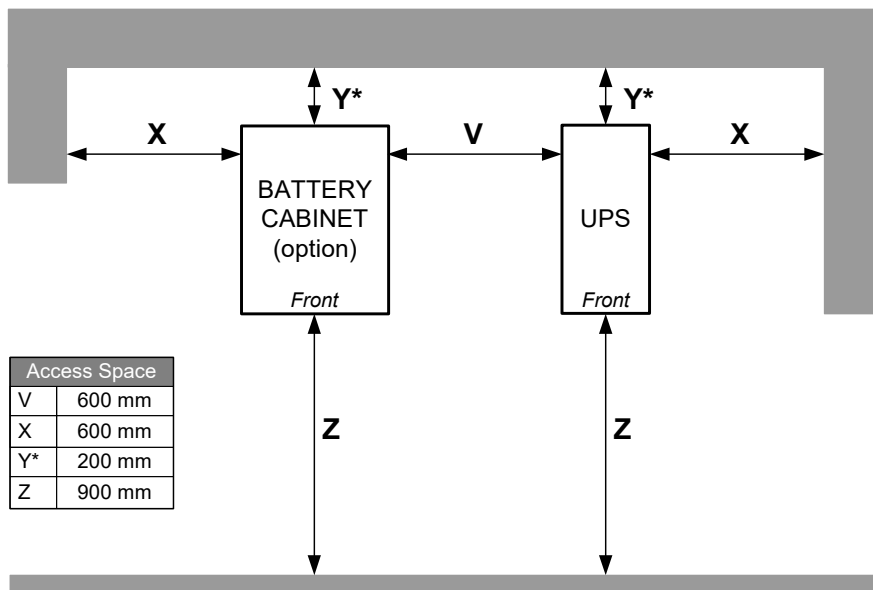 Y*
Y*
X
V
X
BATTERY
CABINET
(option)
UPS
Front
Front
Z
Z
Access Space
V 600 mm
X 600 mm
Y* 200 mm
Z 900 mm